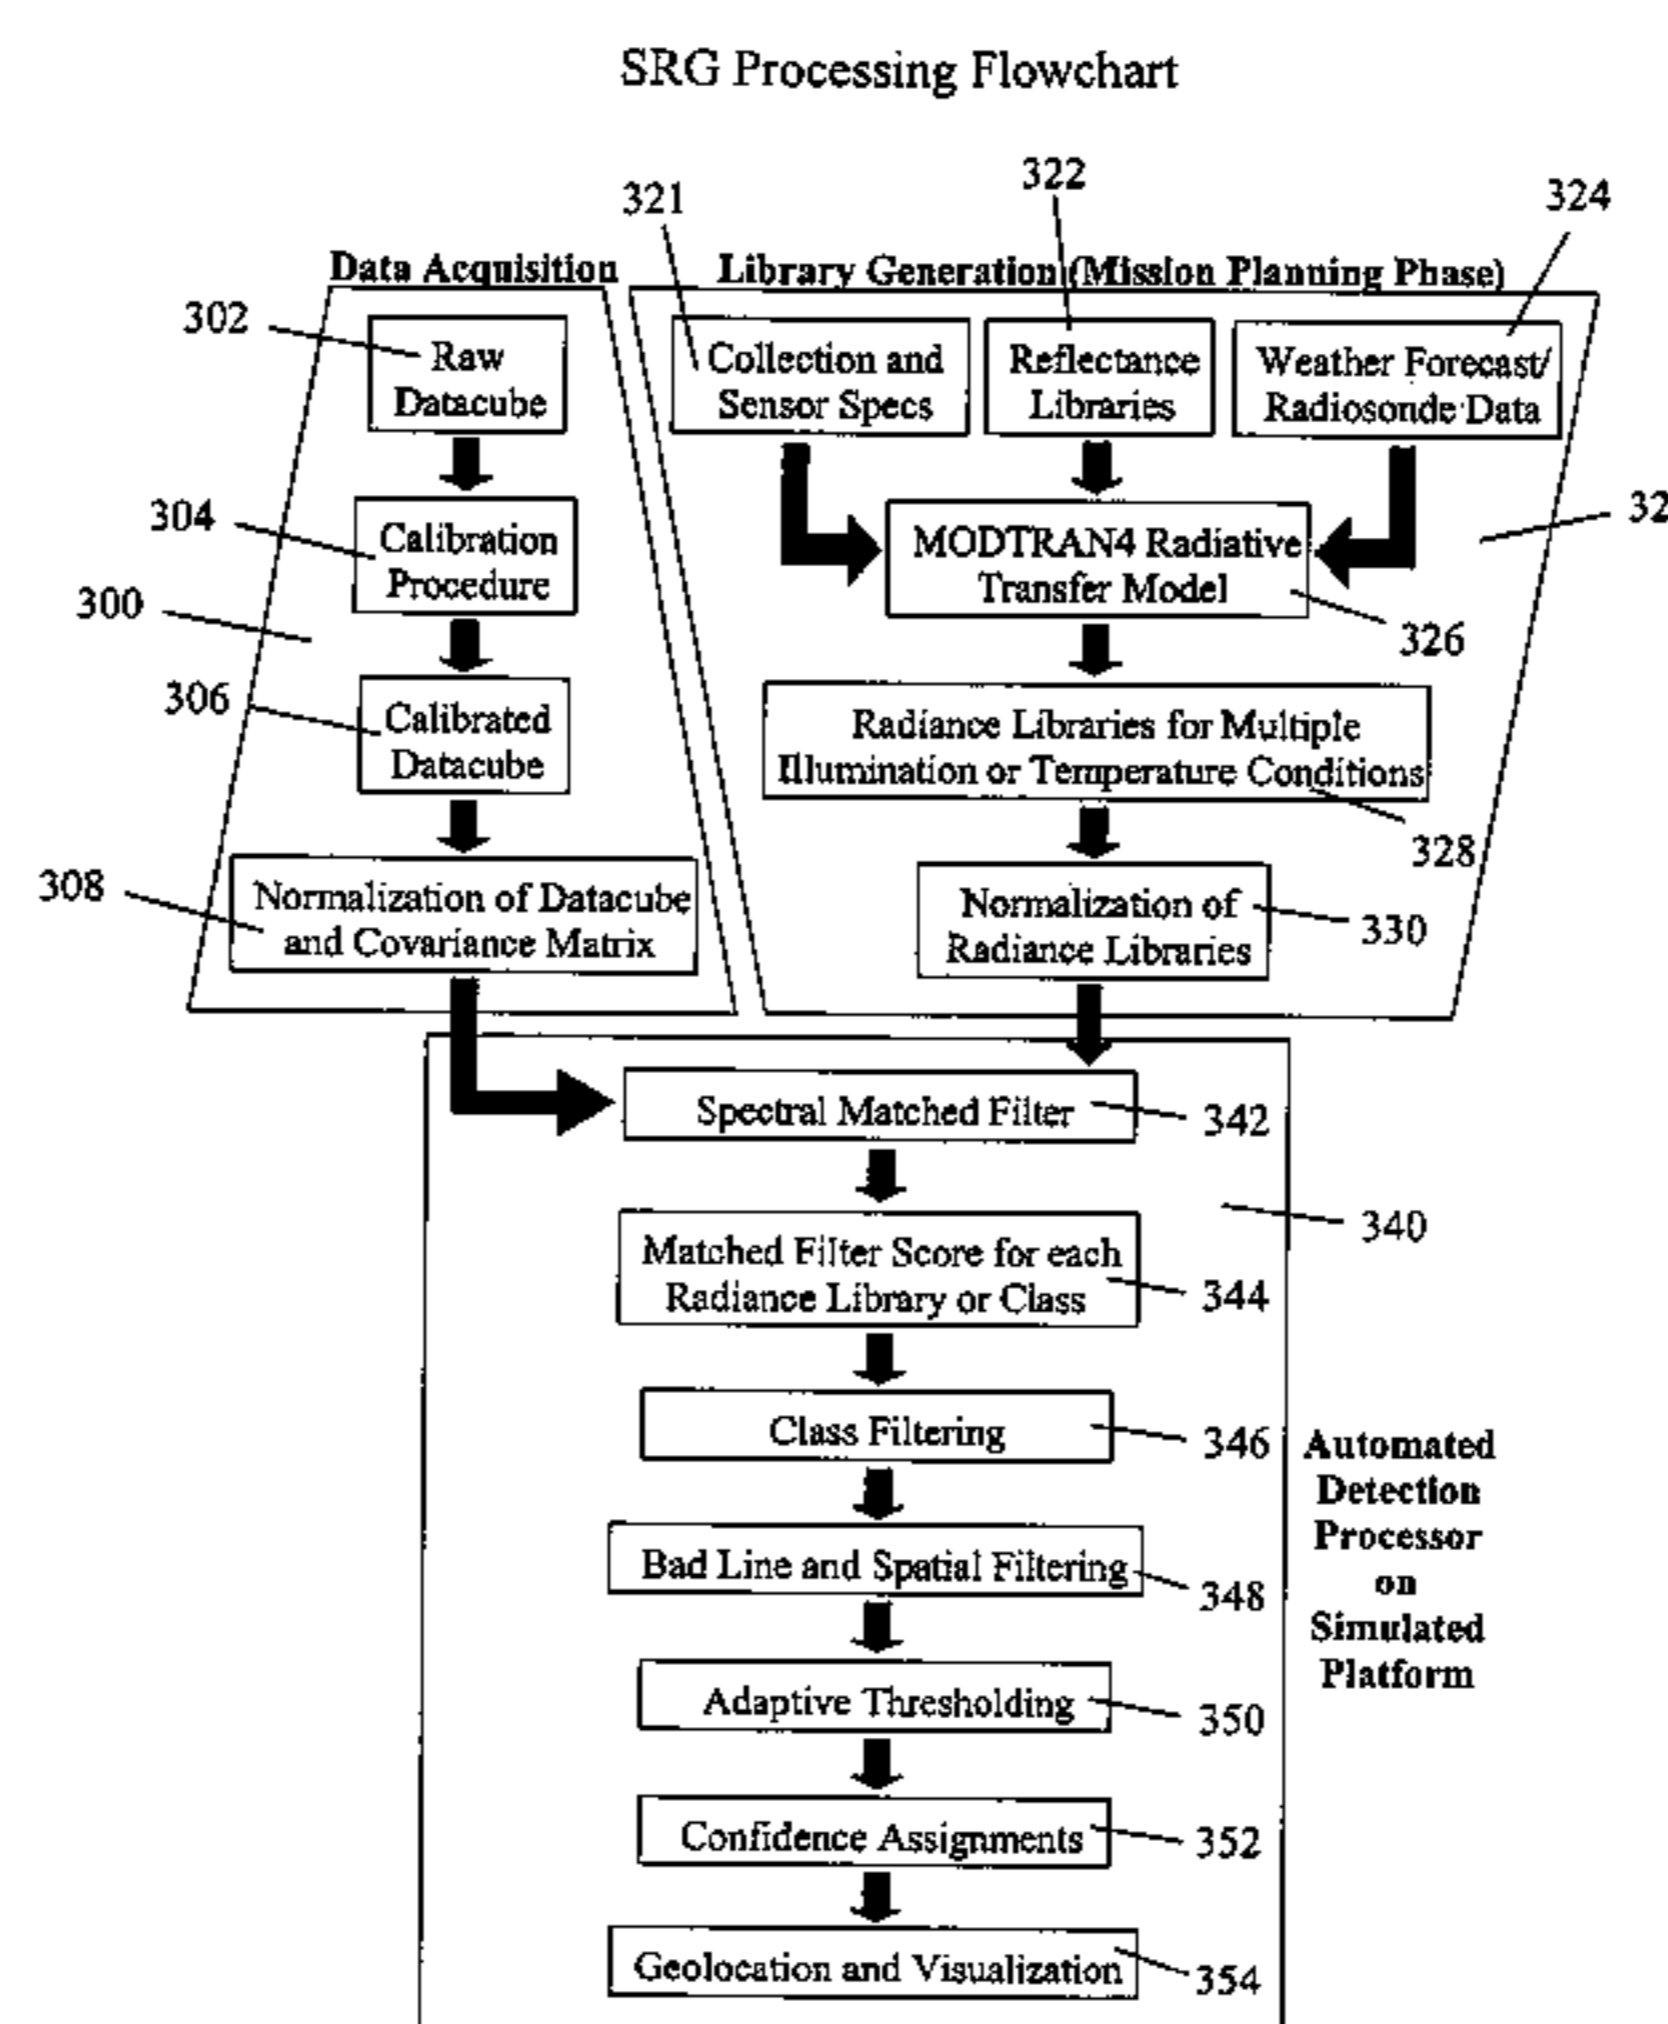 SRG Processing Flowchart
321
322
324
Data Acquisition
Library Generation (Mission Planning Phase)
302
Raw
Datacube
Collection and
Sensor Specs
Reflectance
Libraries
Weather Forecast/
Radiosonde Data
304
Calibration
Procedure
MODTRAN4 Radiative
Transfer Model
32
300
326
306
Calibrated
Datacube
Radiance Libraries for Multiple
Illumination or Temperature Conditions
328
308
Normalization of Datacube
and Covariance Matrix
Normalization of
Radiance Libraries
330
Spectral Matched Filter
342
340
Matched Filter Score for each
Radiance Library or Class
344
Class Filtering
346
Automated
Detection
Processor
on
Simulated
Platform
Bad Line and Spatial Filtering
348
Adaptive Thresholding
350
Confidence Assignments
352
Geolocation and Visualization
354